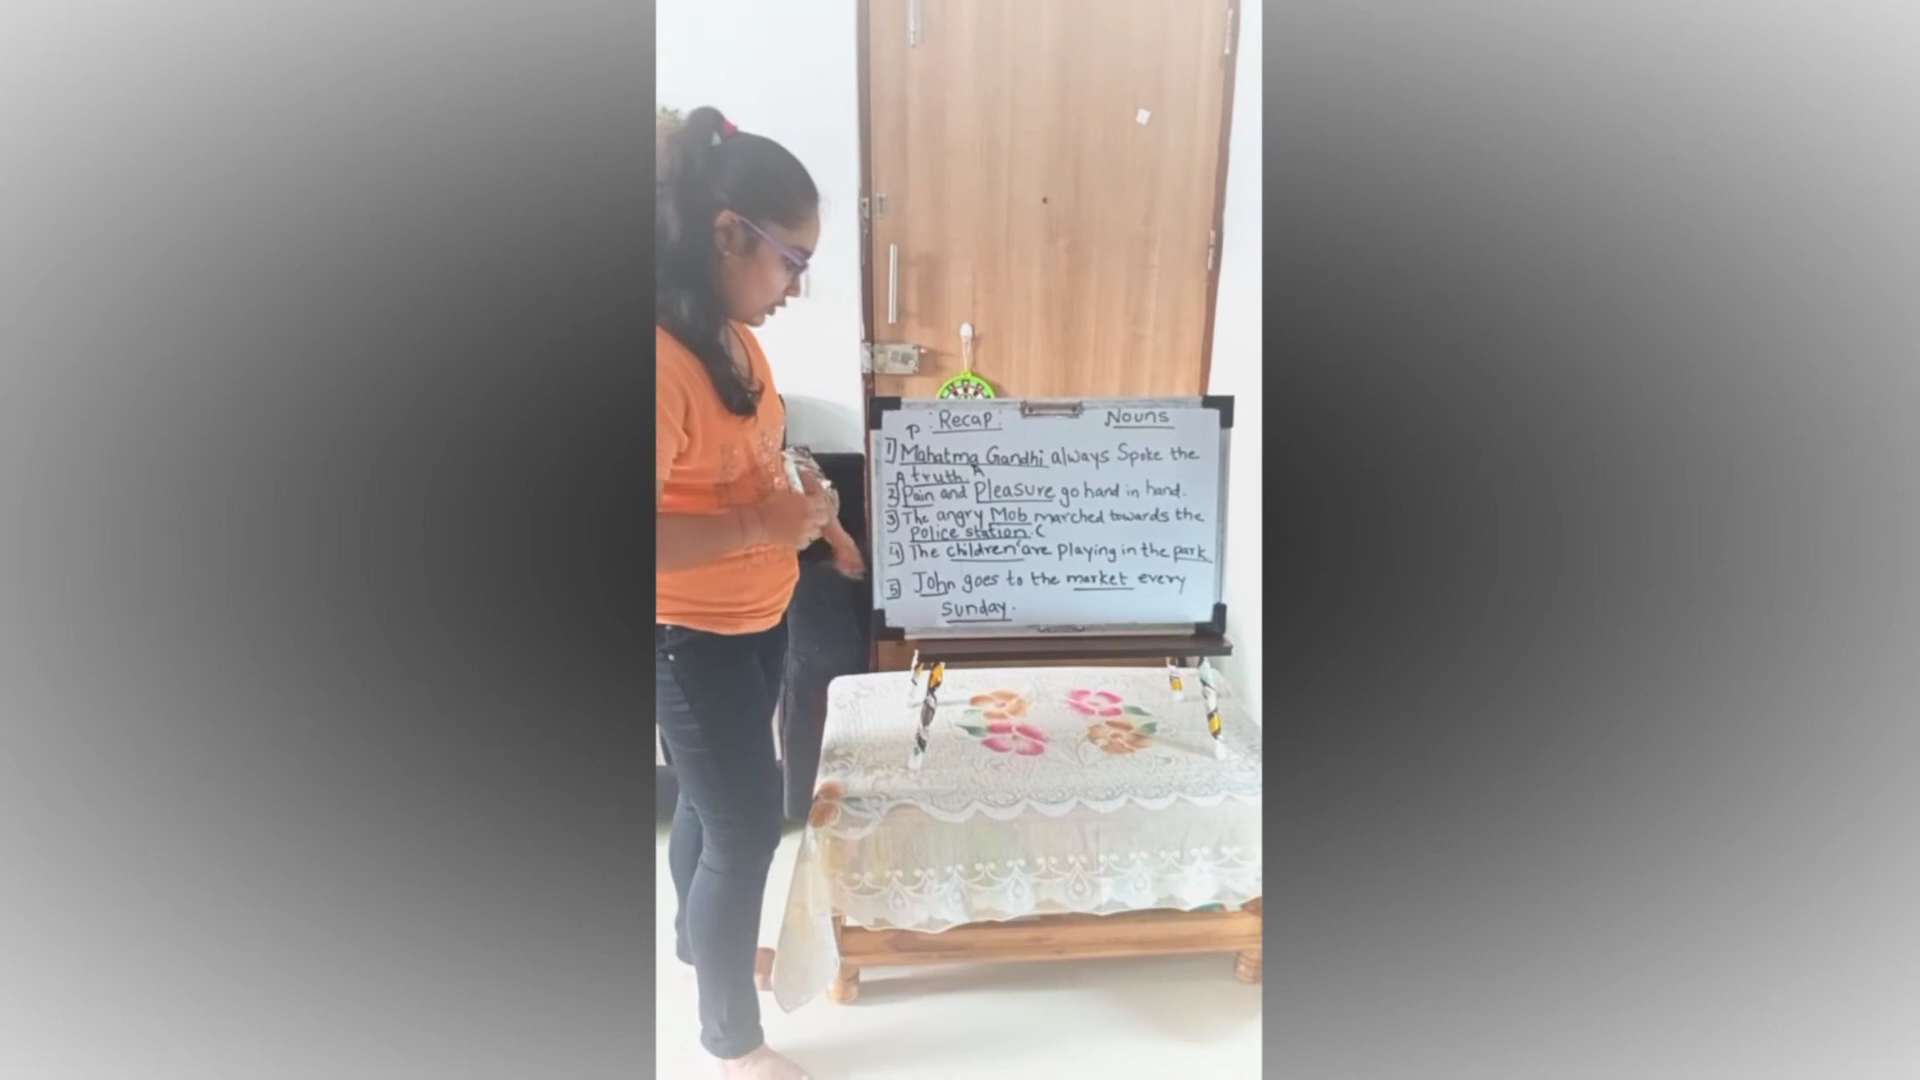 : Recap : Nouns
P
1) Mahatma Gandhi always Spoke the
truth. A
A
2) Pain and Pleasure go hand in hand.
3) The angry Mob marched towards the
Police station. C
4) The children are playing in the park
5) John goes to the market every
Sunday.